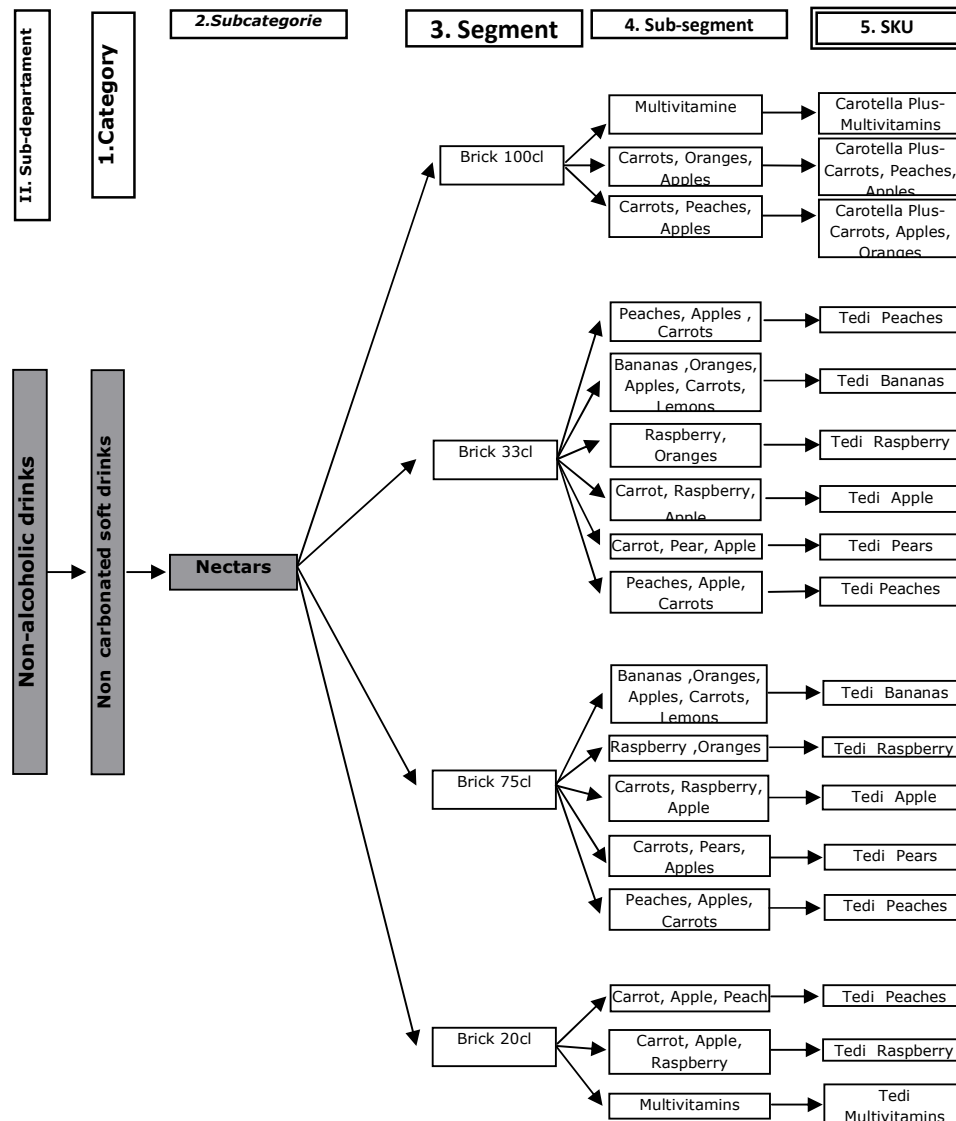 II. Sub-departament
1.Category
2.Subcategorie
3. Segment
4. Sub-segment
5. SKU
Non-alcoholic drinks
Non carbonated soft drinks
Nectars
Brick 100cl
Multivitamine
Carotella Plus-
Multivitamins
Carrots, Oranges,
Apples
Carotella Plus-
Carrots, Peaches,
Apples
Carrots, Peaches,
Apples
Carotella Plus-
Carrots, Apples,
Oranges
Brick 33cl
Peaches, Apples ,
Carrots
Tedi Peaches
Bananas ,Oranges,
Apples, Carrots,
Lemons
Tedi Bananas
Raspberry,
Oranges
Tedi Raspberry
Carrot, Raspberry,
Apple
Tedi Apple
Carrot, Pear, Apple
Tedi Pears
Peaches, Apple,
Carrots
Tedi Peaches
Brick 75cl
Bananas ,Oranges,
Apples, Carrots,
Lemons
Tedi Bananas
Raspberry ,Oranges
Tedi Raspberry
Carrots, Raspberry,
Apple
Tedi Apple
Carrots, Pears,
Apples
Tedi Pears
Peaches, Apples,
Carrots
Tedi Peaches
Brick 20cl
Carrot, Apple, Peach
Tedi Peaches
Carrot, Apple,
Raspberry
Tedi Raspberry
Multivitamins
Tedi
Multivitamins